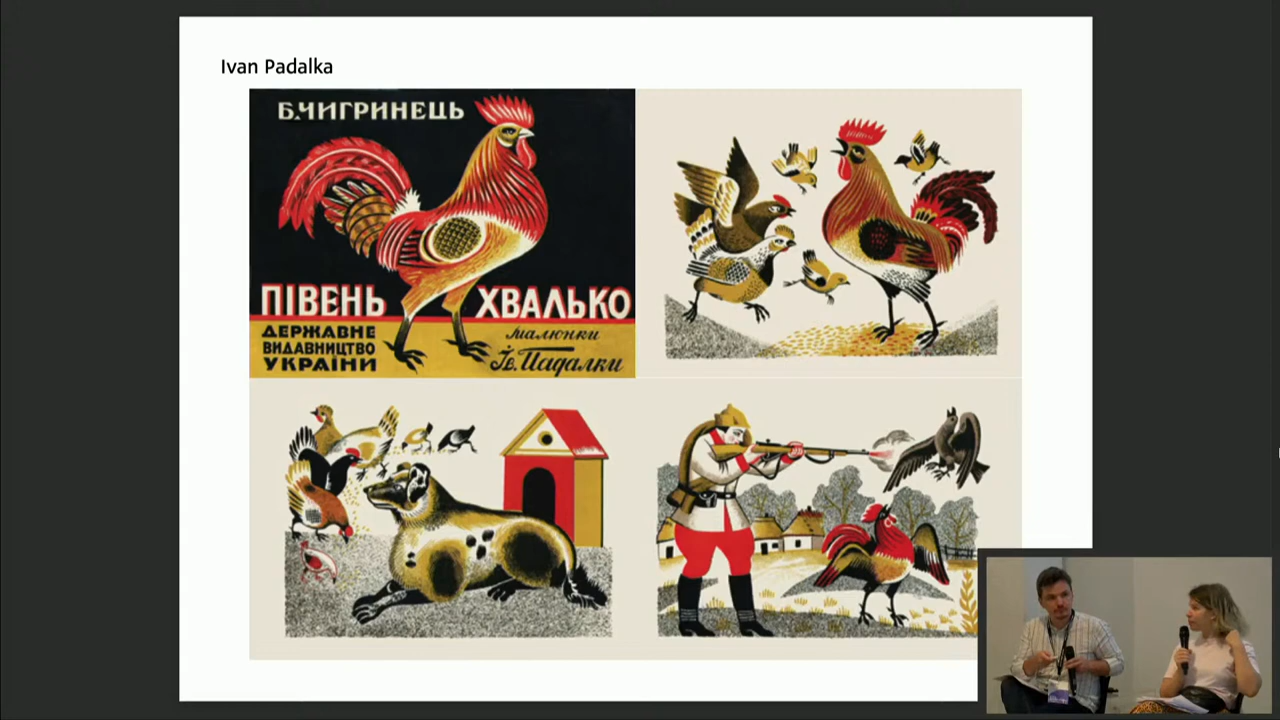 Ivan Padalka
Б.ЧИГРИНЕЦЬ
ПІВЕНЬ ХВАЛЬКО
ДЕРЖАВНЕ
ВИДАВНИЦТВО
УКРАЇНИ
малюнки
Ів. Падалки